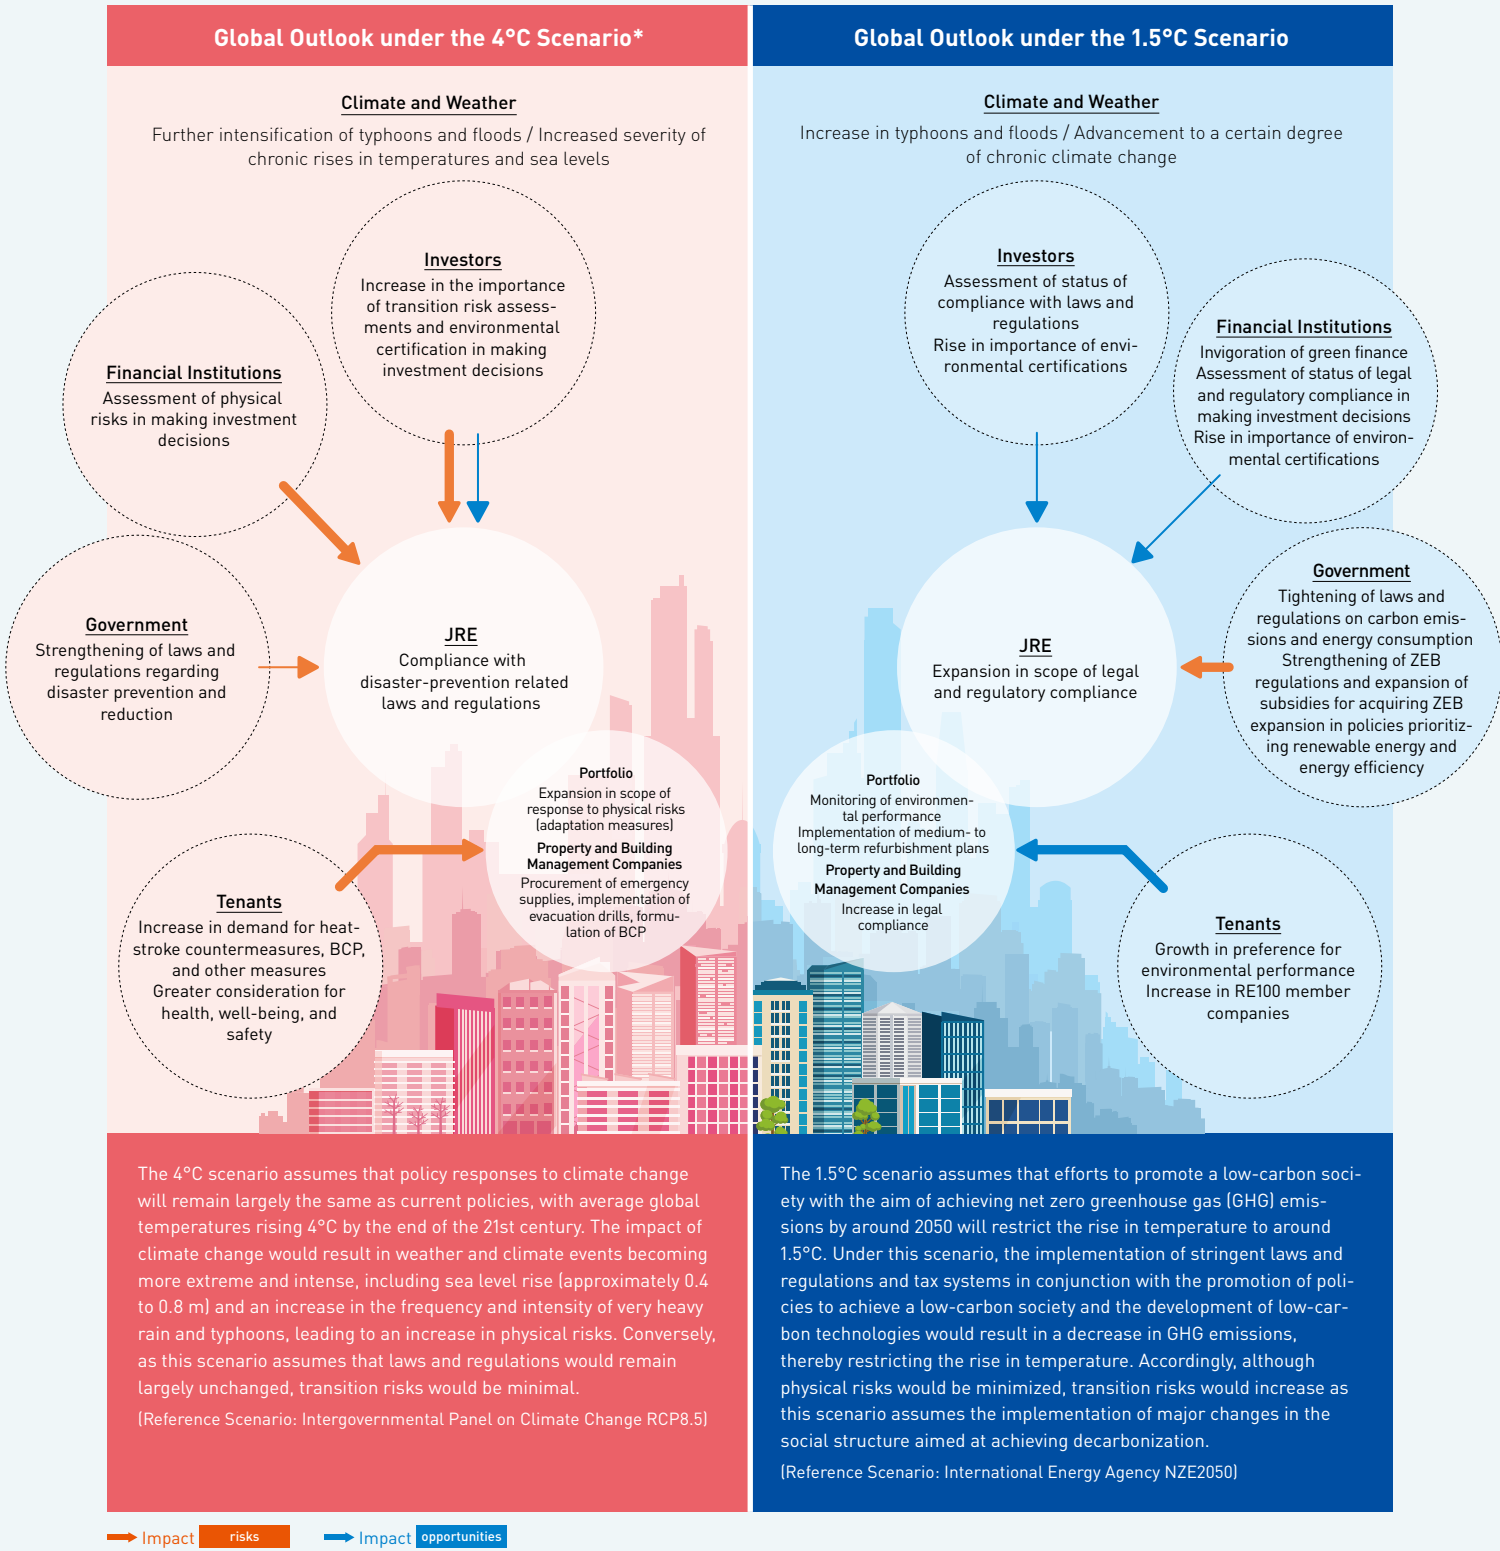 Global Outlook under the 4°C Scenario*
Climate and Weather
Further intensification of typhoons and floods / Increased severity of
chronic rises in temperatures and sea levels
Investors
Increase in the importance
of transition risk assess-
ments and environmental
certification in making
investment decisions
Financial Institutions
Assessment of physical
risks in making investment
decisions
Government
Strengthening of laws and
regulations regarding
disaster prevention and
reduction
JRE
Compliance with
disaster-prevention related
laws and regulations
Portfolio
Expansion in scope of
response to physical risks
(adaptation measures)
Property and Building
Management Companies
Procurement of emergency
supplies, implementation of
evacuation drills, formu-
lation of BCP
Tenants
Increase in demand for heat-
stroke countermeasures, BCP,
and other measures
Greater consideration for
health, well-being, and
safety
The 4°C scenario assumes that policy responses to climate change
will remain largely the same as current policies, with average global
temperatures rising 4°C by the end of the 21st century. The impact of
climate change would result in weather and climate events becoming
more extreme and intense, including sea level rise (approximately 0.4
to 0.8 m) and an increase in the frequency and intensity of very heavy
rain and typhoons, leading to an increase in physical risks. Conversely,
as this scenario assumes that laws and regulations would remain
largely unchanged, transition risks would be minimal.
(Reference Scenario: Intergovernmental Panel on Climate Change RCP8.5)
Global Outlook under the 1.5°C Scenario
Climate and Weather
Increase in typhoons and floods / Advancement to a certain degree
of chronic climate change
Investors
Assessment of status of
compliance with laws and
regulations
Rise in importance of envi-
ronmental certifications
Financial Institutions
Invigoration of green finance
Assessment of status of legal
and regulatory compliance in
making investment decisions
Rise in importance of environ-
mental certifications
Government
Tightening of laws and
regulations on carbon emis-
sions and energy consumption
Strengthening of ZEB
regulations and expansion of
subsidies for acquiring ZEB
expansion in policies prioritiz-
ing renewable energy and
energy efficiency
JRE
Expansion in scope of legal
and regulatory compliance
Portfolio
Monitoring of environmen-
tal performance
Implementation of medium- to
long-term refurbishment plans
Property and Building
Management Companies
Increase in legal
compliance
Tenants
Growth in preference for
environmental performance
Increase in RE100 member
companies
The 1.5°C scenario assumes that efforts to promote a low-carbon soci-
ety with the aim of achieving net zero greenhouse gas (GHG) emis-
sions by around 2050 will restrict the rise in temperature to around
1.5°C. Under this scenario, the implementation of stringent laws and
regulations and tax systems in conjunction with the promotion of poli-
cies to achieve a low-carbon society and the development of low-car-
bon technologies would result in a decrease in GHG emissions,
thereby restricting the rise in temperature. Accordingly, although
physical risks would be minimized, transition risks would increase as
this scenario assumes the implementation of major changes in the
social structure aimed at achieving decarbonization.
(Reference Scenario: International Energy Agency NZE2050)
Impact risks
Impact opportunities